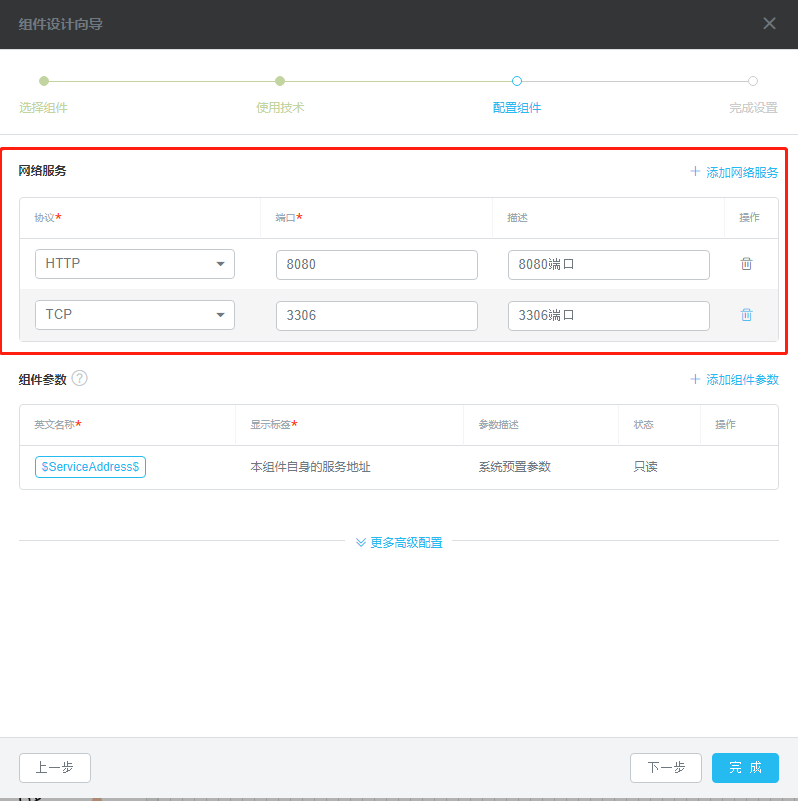 组件设计向导
选择组件 使用技术 配置组件 完成设置
网络服务 添加网络服务
协议* 端口* 描述 操作
HTTP 8080 8080端口
TCP 3306 3306端口
组件参数 ? 添加组件参数
英文名称* 显示标签* 参数描述 状态 操作
$ServiceAddress$ 本组件自身的服务地址 系统预置参数 只读
更多高级配置
上一步 下一步 完 成